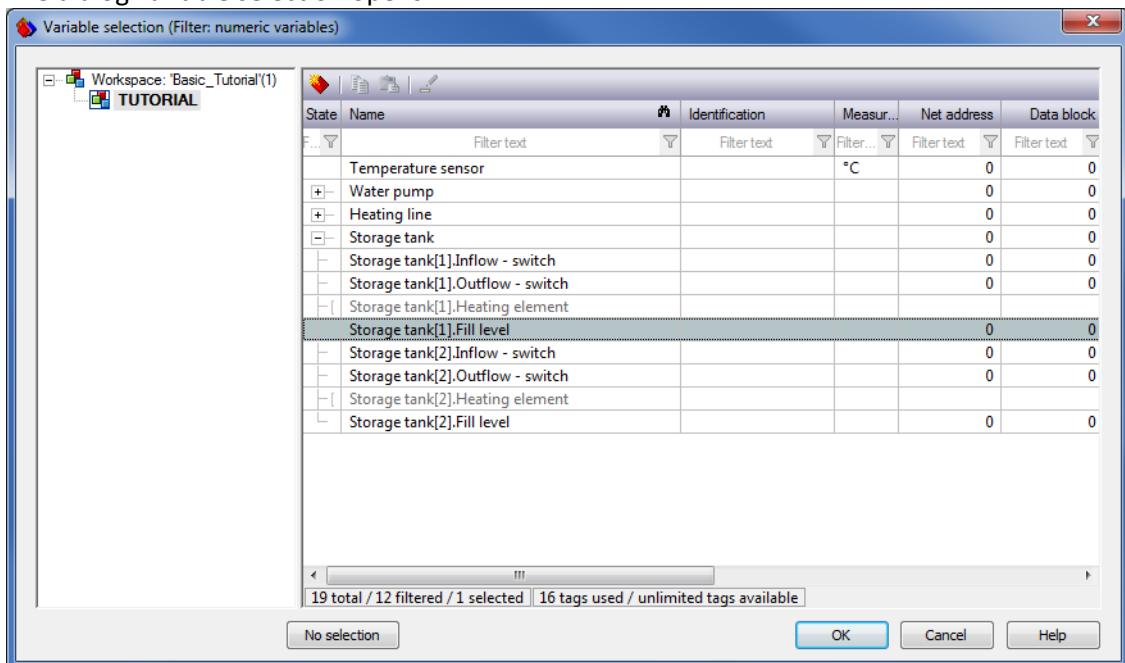 Variable selection (Filter: numeric variables)
Workspace: 'Basic_Tutorial'(1)
TUTORIAL
State Name Identification Measur... Net address Data block
F... Filter text Filter text Filter... Filter text Filter text
Temperature sensor °C 0 0
Water pump 0 0
Heating line 0 0
Storage tank 0 0
Storage tank[1].Inflow - switch 0 0
Storage tank[1].Outflow - switch 0 0
Storage tank[1].Heating element
Storage tank[1].Fill level 0 0
Storage tank[2].Inflow - switch 0 0
Storage tank[2].Outflow - switch 0 0
Storage tank[2].Heating element
Storage tank[2].Fill level 0 0
19 total / 12 filtered / 1 selected 16 tags used / unlimited tags available
No selection OK Cancel Help